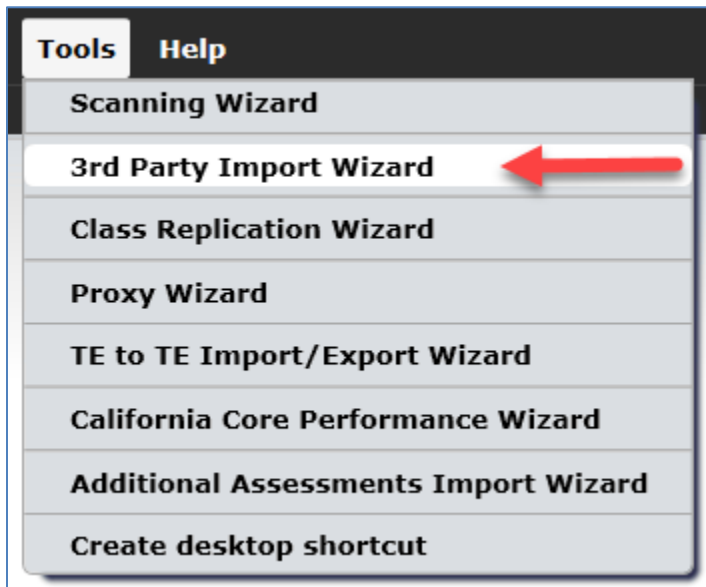 Tools Help
Scanning Wizard
3rd Party Import Wizard
Class Replication Wizard
Proxy Wizard
TE to TE Import/Export Wizard
California Core Performance Wizard
Additional Assessments Import Wizard
Create desktop shortcut